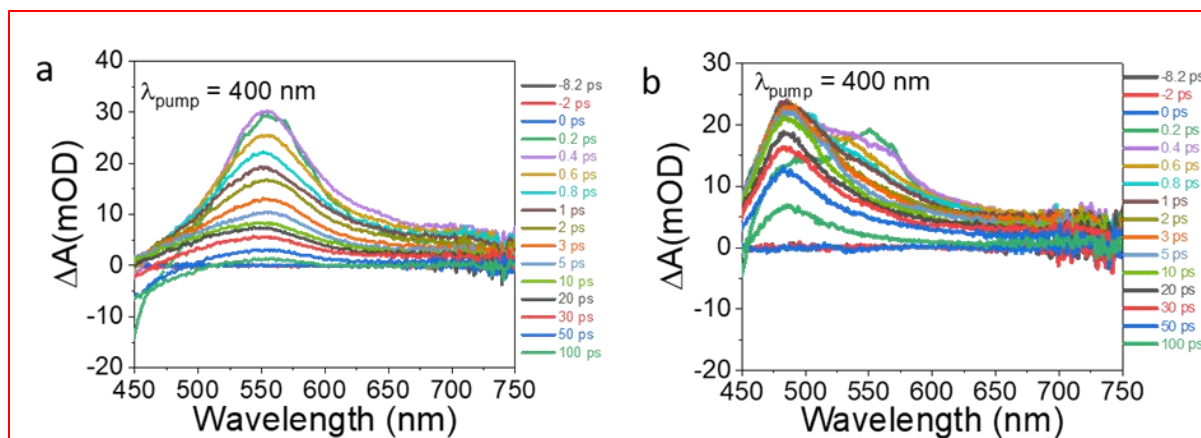 a
λpump = 400 nm
ΔA(mOD)
40
30
20
10
0
-10
-20
450 500 550 600 650 700 750
Wavelength (nm)
-8.2 ps
-2 ps
0 ps
0.2 ps
0.4 ps
0.6 ps
0.8 ps
1 ps
2 ps
3 ps
5 ps
10 ps
20 ps
30 ps
50 ps
100 ps
b
λpump = 400 nm
ΔA(mOD)
30
20
10
0
-10
-20
450 500 550 600 650 700 750
Wavelength (nm)
-8.2 ps
-2 ps
0 ps
0.2 ps
0.4 ps
0.6 ps
0.8 ps
1 ps
2 ps
3 ps
5 ps
10 ps
20 ps
30 ps
50 ps
100 ps